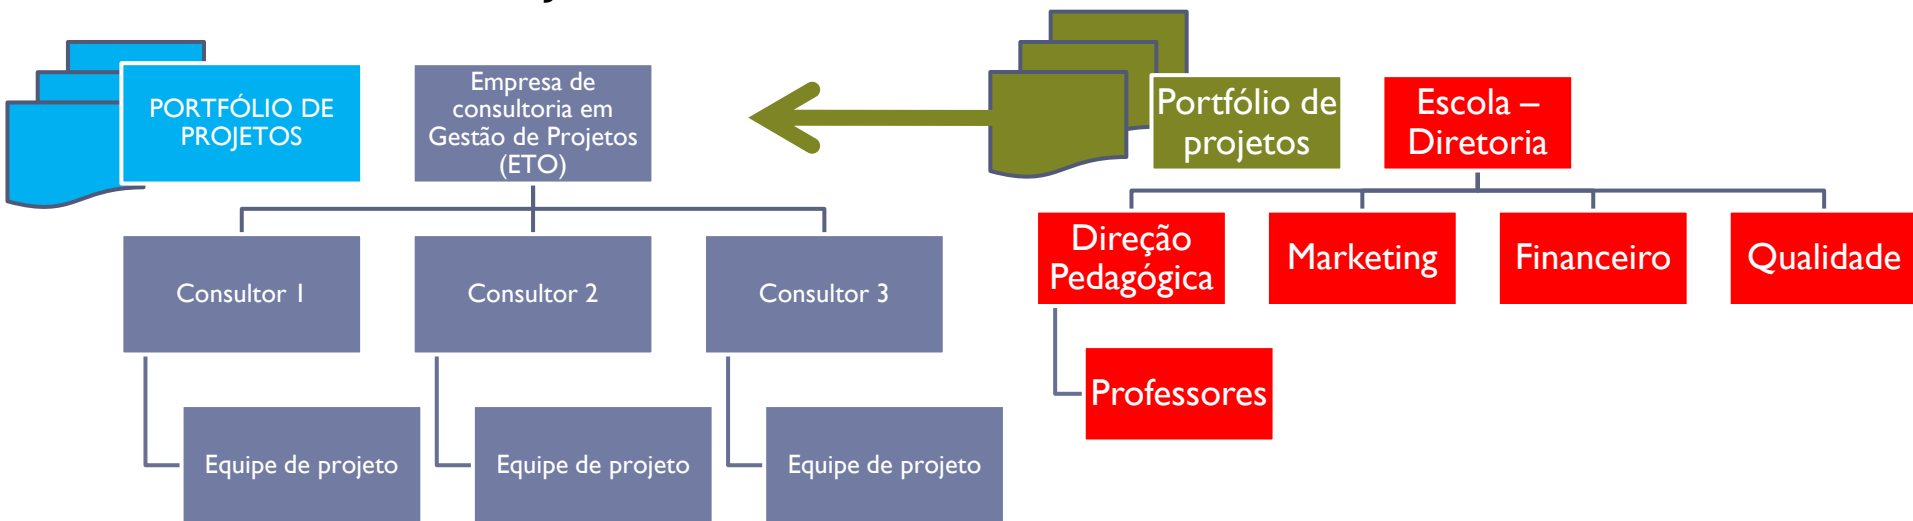 PORTFÓLIO DE
PROJETOS
Empresa de
consultoria em
Gestão de Projetos
(ETO)
Portfólio de
projetos
Escola –
Diretoria
Direção
Pedagógica
Marketing
Financeiro
Qualidade
Consultor 1
Consultor 2
Consultor 3
Professores
Equipe de projeto
Equipe de projeto
Equipe de projeto